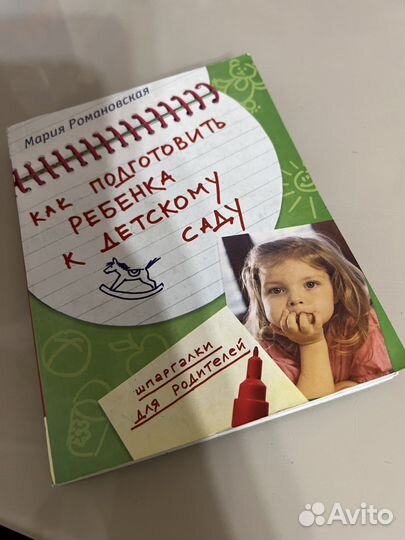 Мария Романовская
КАК ПОДГОТОВИТЬ
РЕБЕНКА
К ДЕТСКОМУ
САДУ
шпаргалки
для родителей
Avito